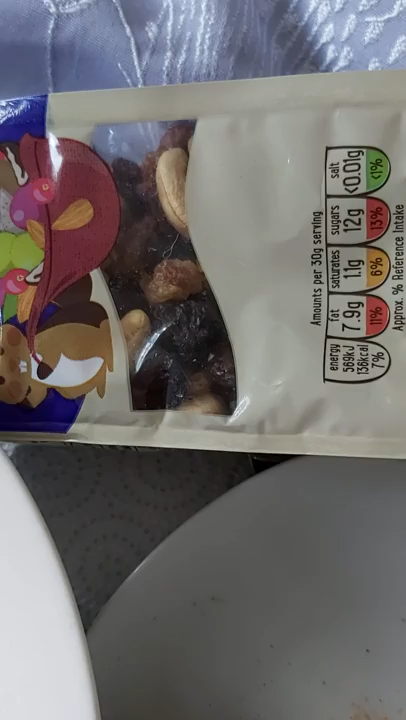 Amounts per 30g serving
energy fat saturates sugars salt
569kJ 7.9g 1.1g 12g <0.01g
136kcal
7% 11% 6% 13% <1%
Approx. % Reference Intake